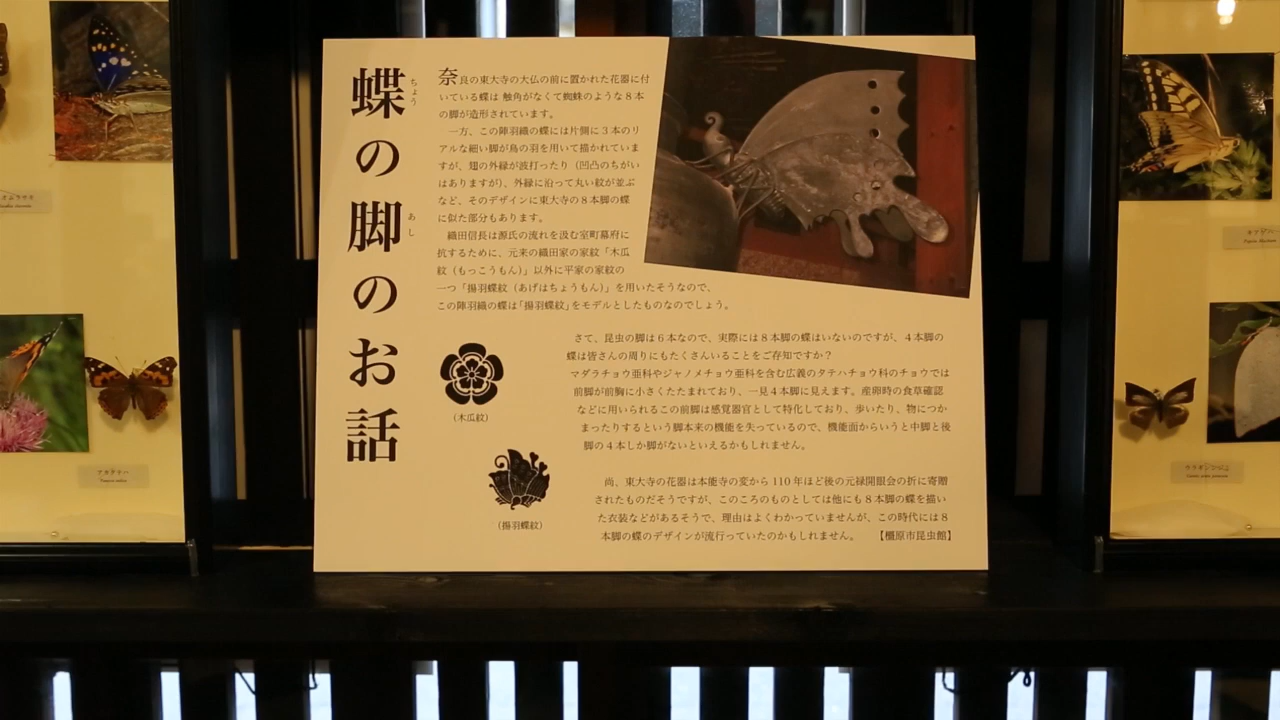 蝶の脚のお話
ちょう
あし
奈良の東大寺の大仏の前に置かれた花器に付
いている蝶は 触角がなくて蜘蛛のような８本
の脚が造形されています。
一方、この陣羽織の蝶には片側に３本のリ
アルな細い脚が鳥の羽を用いて描かれていま
すが、翅の外縁が波打ったり（凹凸のちがい
はありますが）、外縁に沿って丸い紋が並ぶ
など、そのデザインに東大寺の８本脚の蝶
に似た部分もあります。
織田信長は源氏の流れを汲む室町幕府に
抗するために、元来の織田家の家紋「木瓜
紋（もっこうもん）」以外に平家の家紋の
一つ「揚羽蝶紋（あげはちょうもん）」を用いたそうなので、
この陣羽織の蝶は「揚羽蝶紋」をモデルとしたものなのでしょう。
（木瓜紋）
（揚羽蝶紋）
さて、昆虫の脚は６本なので、実際には８本脚の蝶はいないのですが、４本脚の
蝶は皆さんの周りにもたくさんいることをご存知ですか？
マダラチョウ亜科やジャノメチョウ亜科を含む広義のタテハチョウ科のチョウでは
前脚が前胸に小さくたたまれており、一見４本脚に見えます。産卵時の食草確認
などに用いられるこの前脚は感覚器官として特化しており、歩いたり、物につか
まったりするという脚本来の機能を失っているので、機能面からいうと中脚と後
脚の４本しか脚がないといえるかもしれません。
尚、東大寺の花器は本能寺の変から 110 年ほど後の元禄開眼会の折に寄贈
されたものだそうですが、このころのものとしては他にも８本脚の蝶を描い
た衣装などがあるそうで、理由はよくわかっていませんが、この時代には８
本脚の蝶のデザインが流行っていたのかもしれません。 【橿原市昆虫館】
アカタテハ